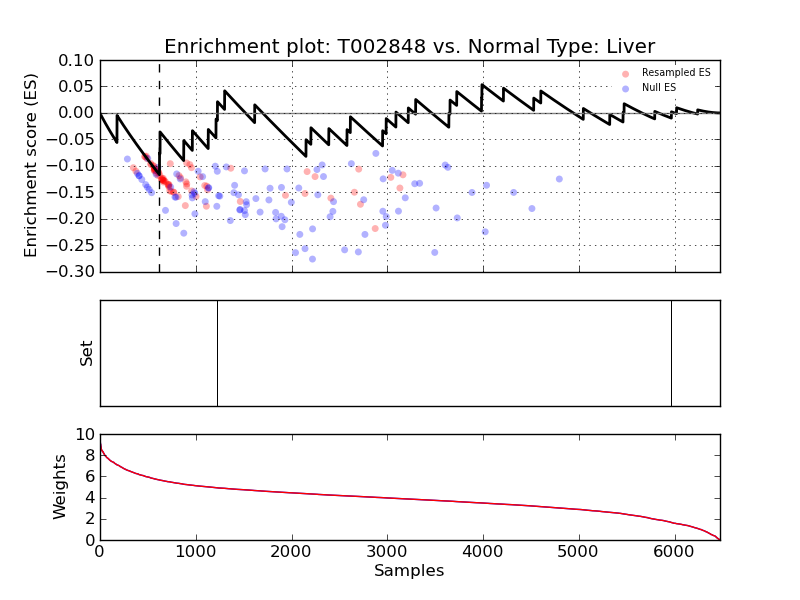 Enrichment plot: T002848 vs. Normal Type: Liver
Enrichment score (ES)
0.10
0.05
0.00
−0.05
−0.10
−0.15
−0.20
−0.25
−0.30
Resampled ES
Null ES
Set
Weights
10
8
6
4
2
0
0 1000 2000 3000 4000 5000 6000
Samples